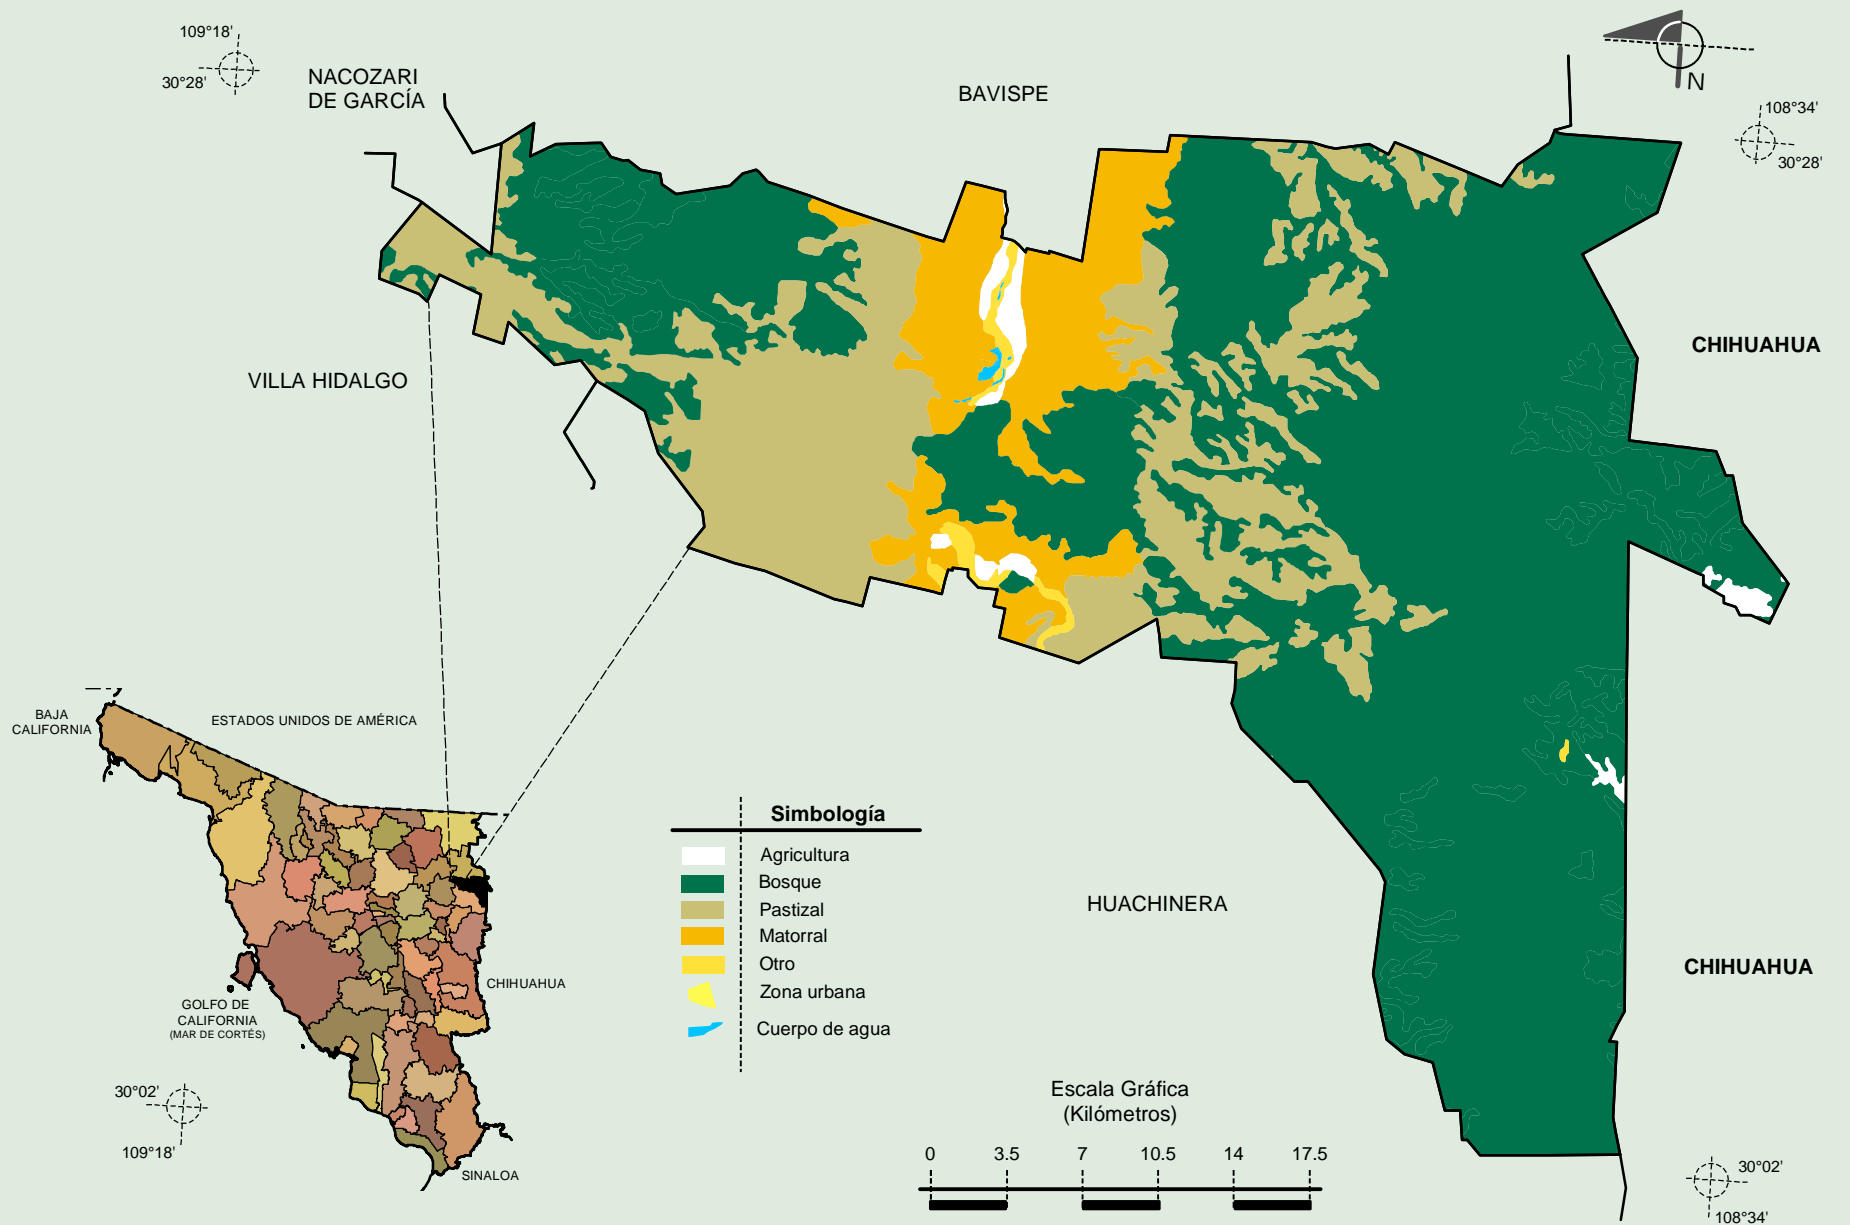 109°18'
30°28'
NACOZARI
DE GARCÍA
BAVISPE
N
108°34'
30°28'
CHIHUAHUA
VILLA HIDALGO
BAJA
CALIFORNIA
ESTADOS UNIDOS DE AMÉRICA
CHIHUAHUA
GOLFO DE
CALIFORNIA
(MAR DE CORTÉS)
SINALOA
30°02'
109°18'
Simbología
Agricultura
Bosque
Pastizal
Matorral
Otro
Zona urbana
Cuerpo de agua
HUACHINERA
CHIHUAHUA
Escala Gráfica
(Kilómetros)
0 3.5 7 10.5 14 17.5
30°02'
108°34'